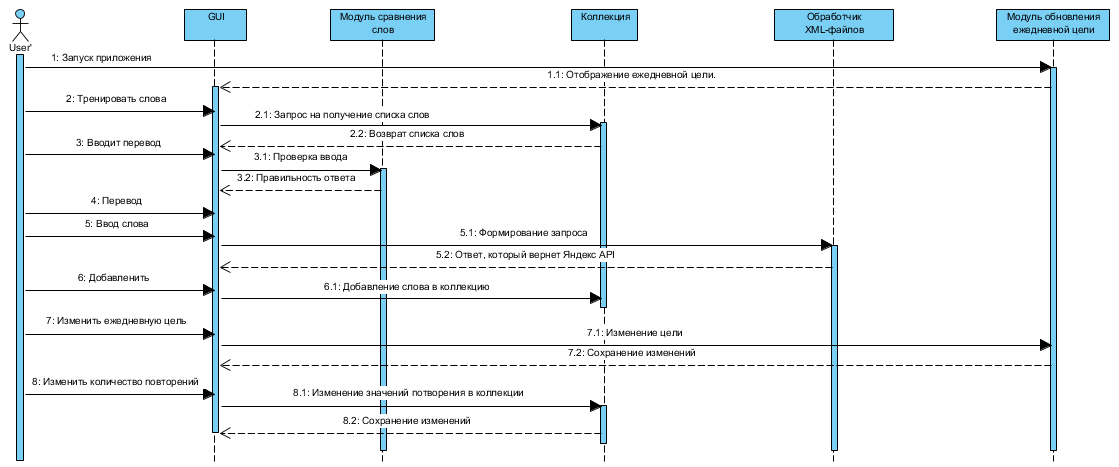 GUI
Модуль сравнения
слов
Коллекция
Обработчик
XML-файлов
Модуль обновления
ежедневной цели
User'
1: Запуск приложения
1.1: Отображение ежедневной цели.
2: Тренировать слова
2.1: Запрос на получение списка слов
2.2: Возврат списка слов
3: Вводит перевод
3.1: Проверка ввода
3.2: Правильность ответа
4: Перевод
5: Ввод слова
5.1: Формирование запроса
5.2: Ответ, который вернет Яндекс API
6: Добавленить
6.1: Добавление слова в коллекцию
7: Изменить ежедневную цель
7.1: Изменение цели
7.2: Сохранение изменений
8: Изменить количество повторений
8.1: Изменение значений потворения в коллекции
8.2: Сохранение изменений